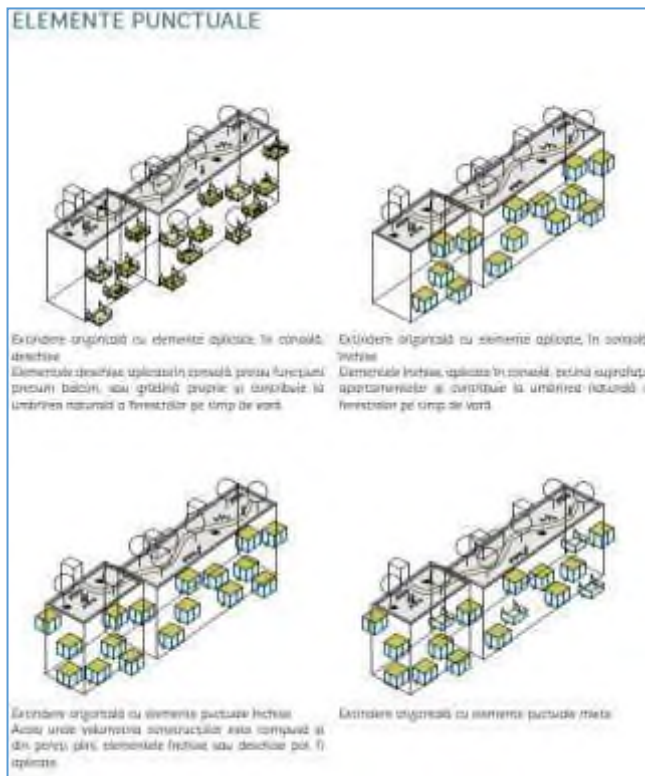 ELEMENTE PUNCTUALE
Extindere orizontală cu elemente aplicate, în consolă,
deschise
Elementele deschise, aplicate în consolă, preiau funcțiuni
precum balcon, sau grădină proprie și contribuie la
umbrirea naturală a ferestrelor pe timp de vară.
Extindere orizontală cu elemente aplicate, în consolă,
închise
Elementele închise, aplicate în consolă, extind suprafața
apartamentelor și contribuie la umbrirea naturală a
ferestrelor pe timp de vară.
Extindere orizontală cu elemente punctuale închise
Acolo unde volumetria construcțiilor este compusă și
din pereți plini, elementele închise sau deschise pot fi
aplicate.
Extindere orizontală cu elemente punctuale mixte